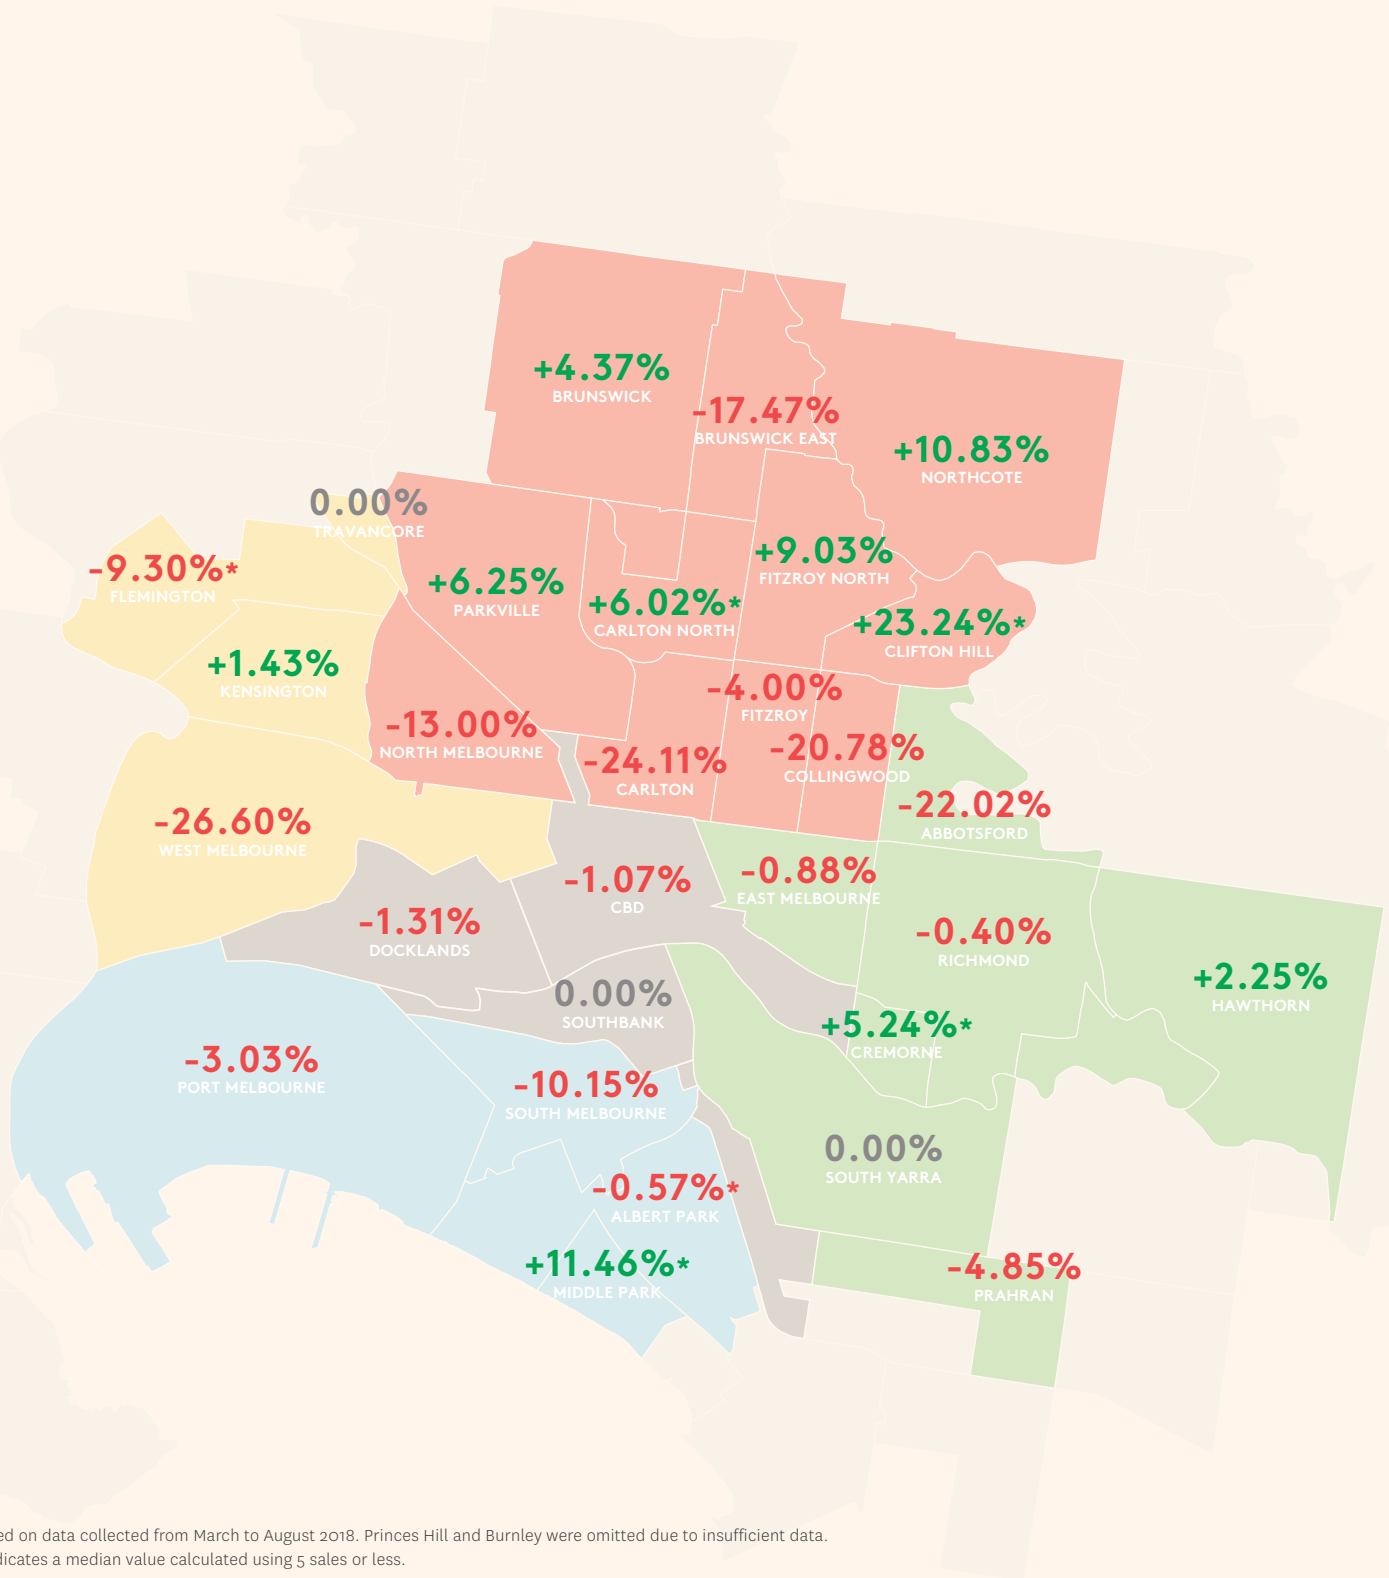 +4.37%
BRUNSWICK
-17.47%
BRUNSWICK EAST
+10.83%
NORTHCOTE
0.00%
TRAVANCORE
-9.30%*
FLEMINGTON
+6.25%
PARKVILLE
+6.02%*
CARLTON NORTH
+9.03%
FITZROY NORTH
+23.24%*
CLIFTON HILL
+1.43%
KENSINGTON
-13.00%
NORTH MELBOURNE
-4.00%
FITZROY
-24.11%
CARLTON
-20.78%
COLLINGWOOD
-22.02%
ABBOTSFORD
-26.60%
WEST MELBOURNE
-1.07%
CBD
-0.88%
EAST MELBOURNE
-1.31%
DOCKLANDS
-0.40%
RICHMOND
+2.25%
HAWTHORN
0.00%
SOUTHBANK
+5.24%*
CREMORNE
-3.03%
PORT MELBOURNE
-10.15%
SOUTH MELBOURNE
0.00%
SOUTH YARRA
-0.57%*
ALBERT PARK
+11.46%*
MIDDLE PARK
-4.85%
PRAHRAN
ed on data collected from March to August 2018. Princes Hill and Burnley were omitted due to insufficient data.
dicates a median value calculated using 5 sales or less.